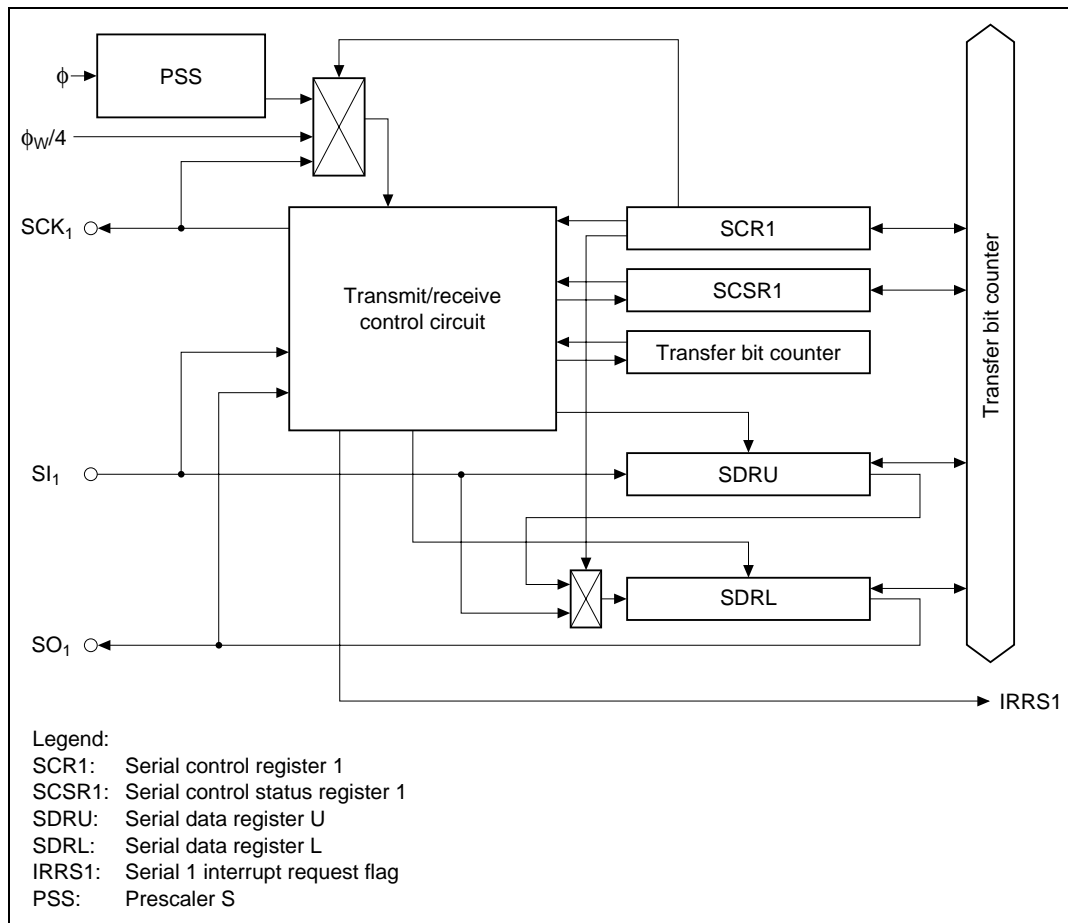 ϕ
PSS
ϕW/4
SCK1
SCR1
Transmit/receive
control circuit
SCSR1
Transfer bit counter
Transfer bit counter
SI1
SDRU
SDRL
SO1
IRRS1
Legend:
SCR1: Serial control register 1
SCSR1: Serial control status register 1
SDRU: Serial data register U
SDRL: Serial data register L
IRRS1: Serial 1 interrupt request flag
PSS: Prescaler S